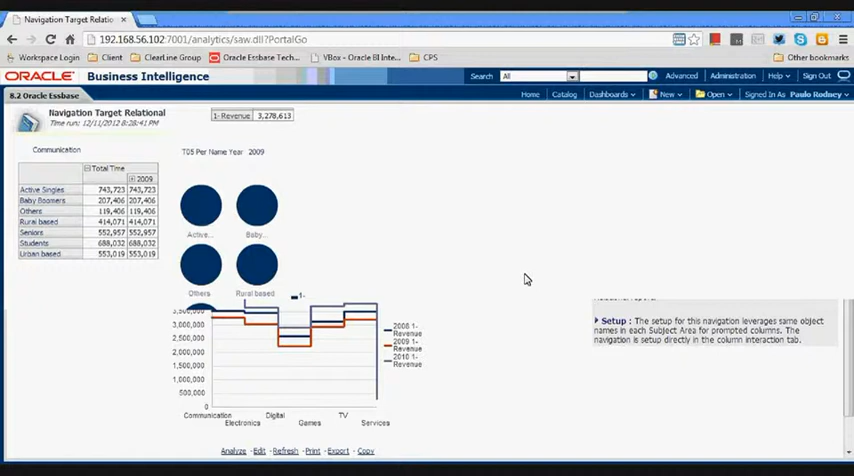 Navigation Target Relatio
192.168.56.102:7001/analytics/saw.dll?PortalGo
Workspace Login
Client
ClearLine Group
Oracle Essbase Tech...
VBox - Oracle BI Inte...
CPS
Other bookmarks
ORACLE Business Intelligence
Search All
Advanced Administration Help Sign Out
8.2 Oracle Essbase
Home Catalog Dashboards New Open Signed In As Paulo Rodney
Navigation Target Relational
Time run: 12/11/2012 8:28:41 PM
1- Revenue 3,278,613
Communication
T05 Per Name Year 2009
Total Time
2009
Active Singles 743,723 743,723
Baby Boomers 207,406 207,406
Others 119,406 119,406
Rural based 414,071 414,071
Seniors 552,957 552,957
Students 688,032 688,032
Urban based 553,019 553,019
Active...
Baby...
Others
Rural based
1-
3,500,000
3,000,000
2,500,000
2,000,000
1,500,000
1,000,000
500,000
0
Communication
Electronics
Digital
Games
TV
Services
2008 1-
Revenue
2009 1-
Revenue
2010 1-
Revenue
Setup : The setup for this navigation leverages same object
names in each Subject Area for prompted columns. The
navigation is setup directly in the column interaction tab.
Analyze - Edit - Refresh - Print - Export - Copy